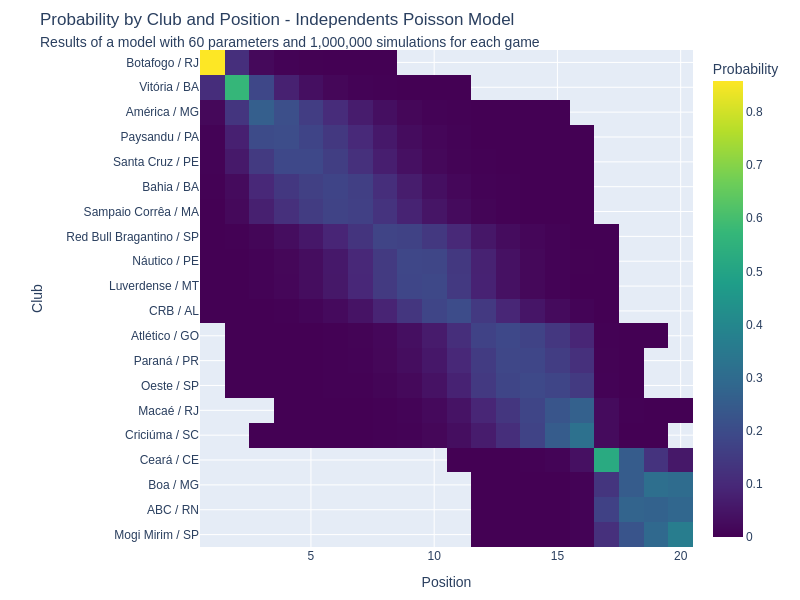 Probability by Club and Position - Independents Poisson Model
Results of a model with 60 parameters and 1,000,000 simulations for each game
Probability
Botafogo / RJ
Vitória / BA
América / MG
Paysandu / PA
Santa Cruz / PE
Bahia / BA
Sampaio Corrêa / MA
Red Bull Bragantino / SP
Náutico / PE
Luverdense / MT
CRB / AL
Atlético / GO
Paraná / PR
Oeste / SP
Macaé / RJ
Criciúma / SC
Ceará / CE
Boa / MG
ABC / RN
Mogi Mirim / SP
Club
5
10
15
20
Position
0.8
0.7
0.6
0.5
0.4
0.3
0.2
0.1
0